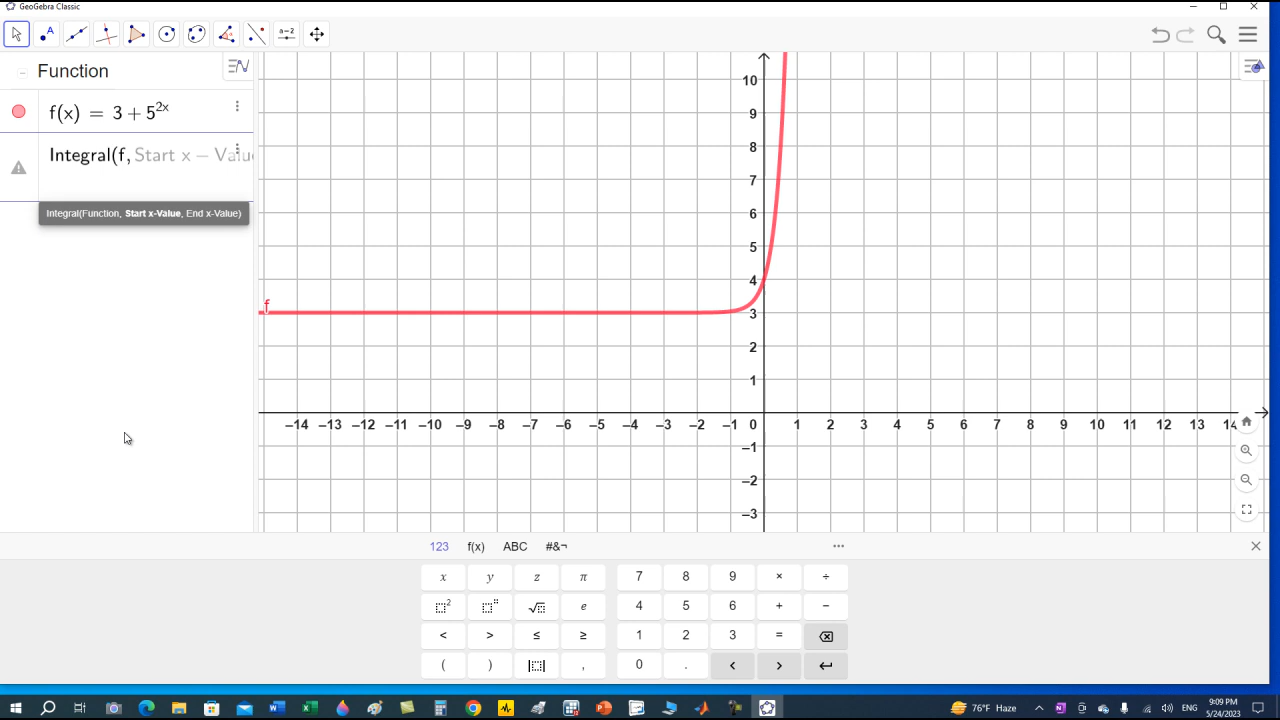 GeoGebra Classic
a=2
Function
f(x) = 3 + 5^2x
Integral(f, Start x – Value
Integral(Function, Start x-Value, End x-Value)
f
10
9
8
7
6
5
4
3
2
1
–14 –13 –12 –11 –10 –9 –8 –7 –6 –5 –4 –3 –2 –1 0 1 2 3 4 5 6 7 8 9 10 11 12 13 14
–1
–2
–3
123 f(x) ABC #&¬
x y z π 7 8 9 × ÷
□² □ⁿ √ e 4 5 6 + −
< > ≤ ≥ 1 2 3 =
( ) |□| , 0 . < >
76°F Haze
ENG
9:09 PM
5/24/2023